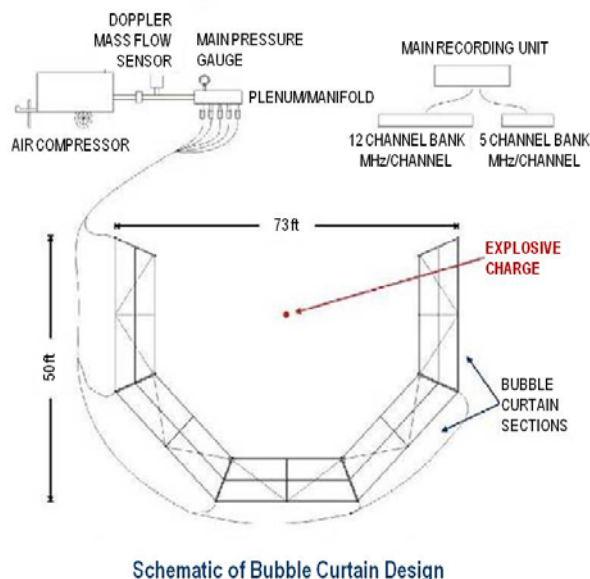 DOPPLER
MASS FLOW
SENSOR
MAIN PRESSURE
GAUGE
PLENUM/MANIFOLD
AIR COMPRESSOR
MAIN RECORDING UNIT
12 CHANNEL BANK
MHz/CHANNEL
5 CHANNEL BANK
MHz/CHANNEL
73 ft
EXPLOSIVE
CHARGE
50 ft
BUBBLE
CURTAIN
SECTIONS
Schematic of Bubble Curtain Design